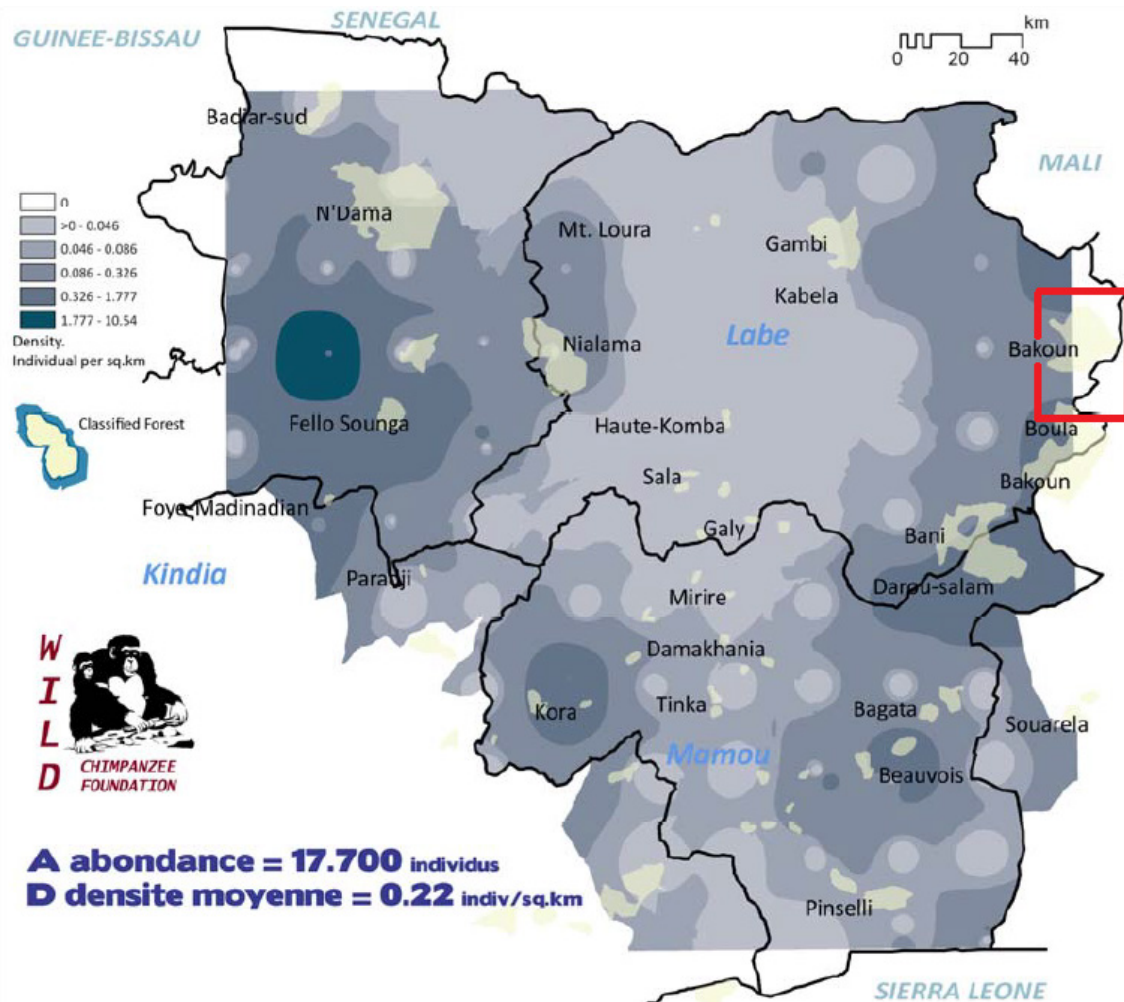 SENEGAL
GUINEE-BISSAU
km
0 20 40
Badiar-sud
MALI
0
>0 - 0.046
0.046 - 0.086
0.086 - 0.326
0.326 - 1.777
1.777 - 10.54
Density.
Individual per sq.km
N'Dama
Mt. Loura
Gambi
Kabela
Labe
Nialama
Bakoun
Classified Forest
Fello Sounga
Haute-Komba
Boula
Sala
Bakoun
Foye-Madinadian
Galy
Bani
Kindia
Paradji
Darou-salam
Mirire
Damakhania
WILD
CHIMPANZEE
FOUNDATION
Kora
Tinka
Bagata
Souarela
Mamou
Beauvois
A abondance = 17.700 individus
D densite moyenne = 0.22 indiv/sq.km
Pinselli
SIERRA LEONE